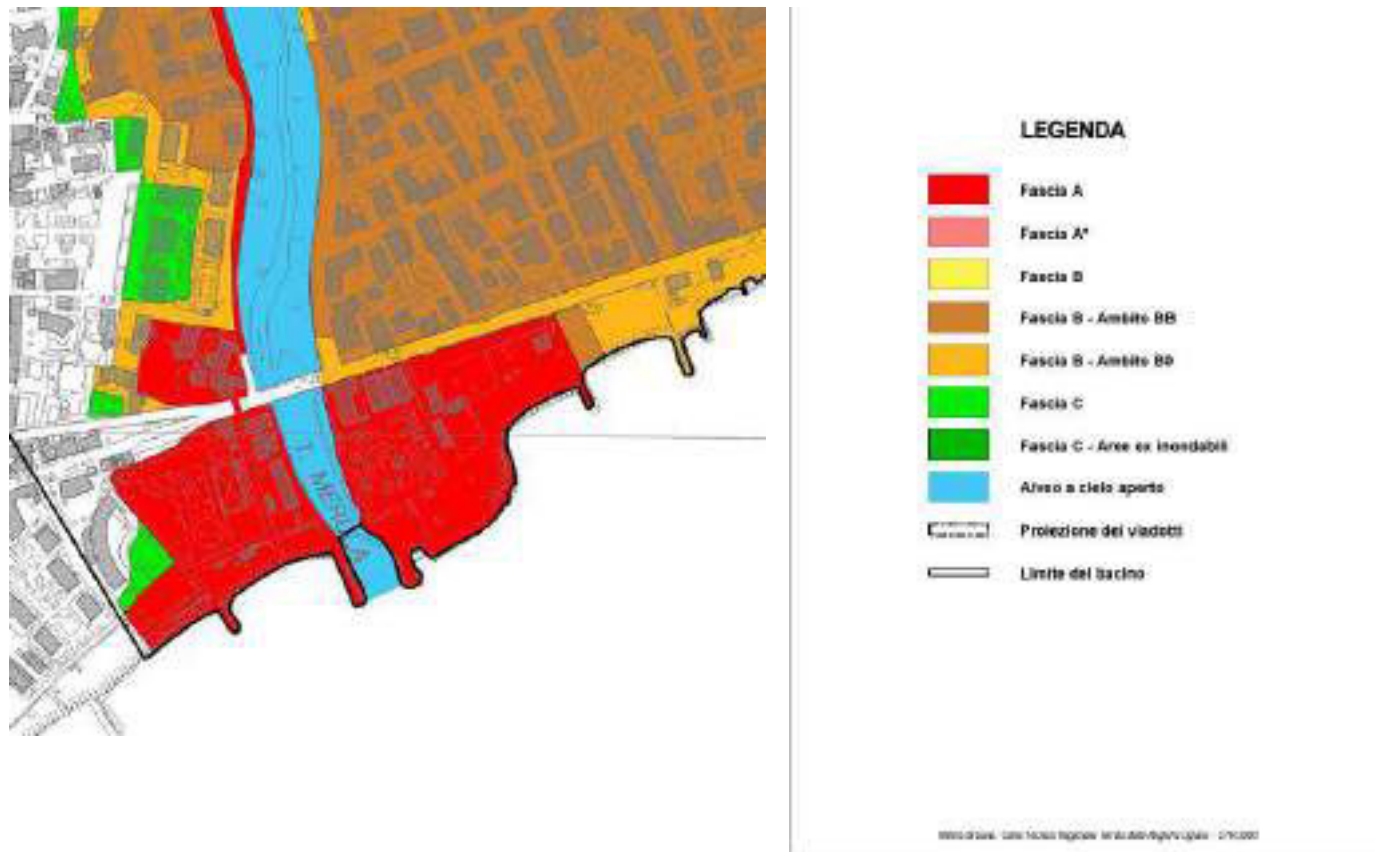 T. MERULA
LEGENDA
Fascia A
Fascia A*
Fascia B
Fascia B - Ambito BB
Fascia B - Ambito B0
Fascia C
Fascia C - Aree ex inondabili
Alveo a cielo aperto
Proiezione dei viadotti
Limite del bacino